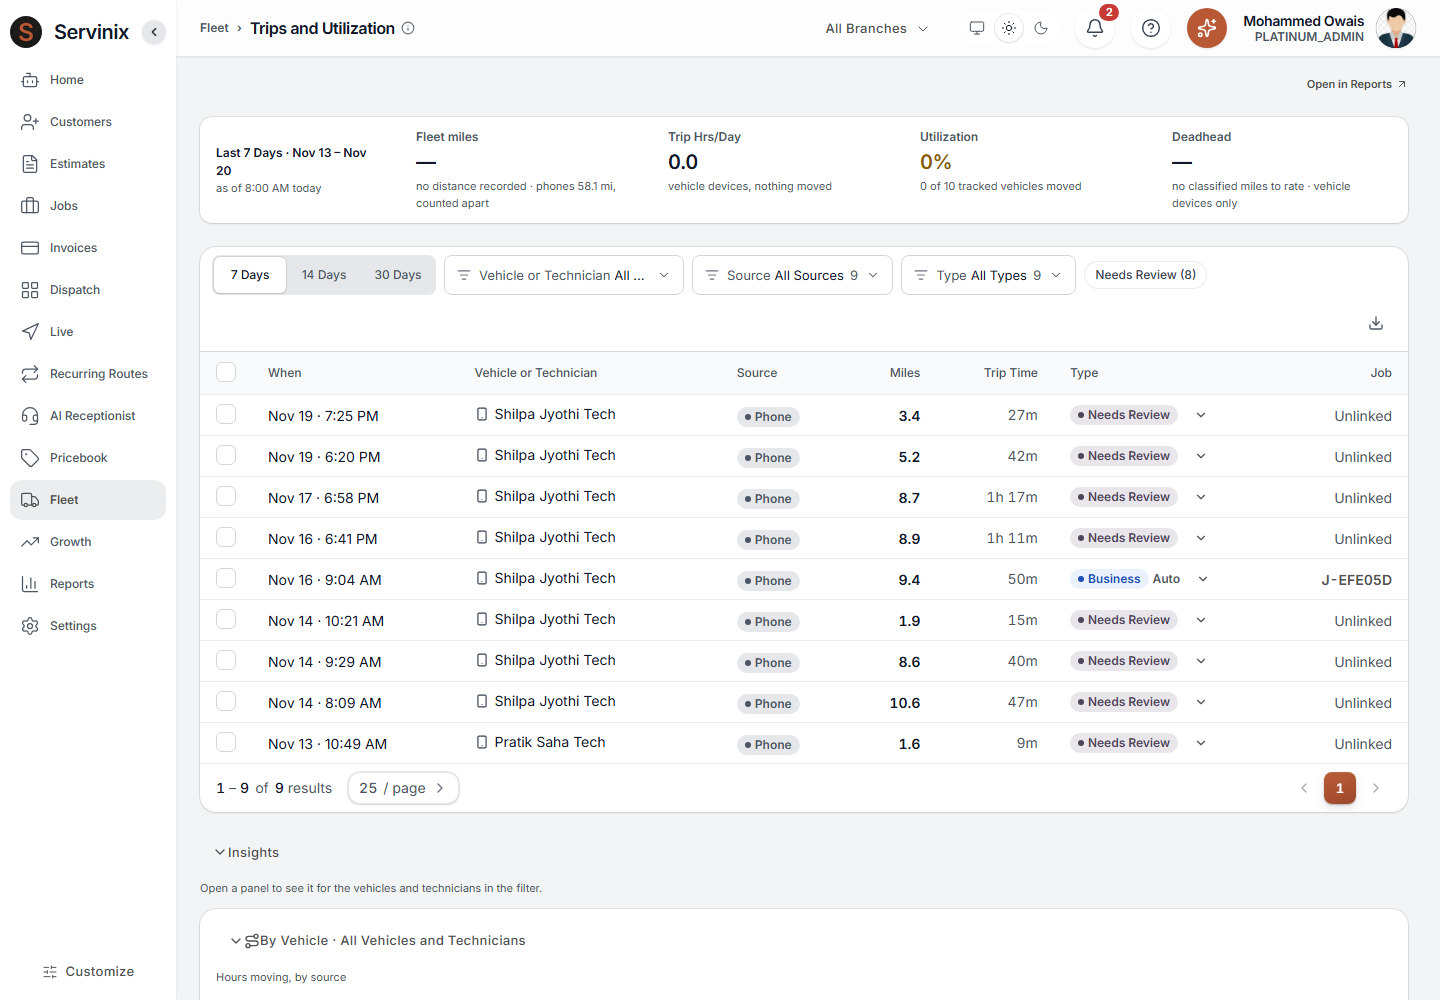 S Servinix
Home
Customers
Estimates
Jobs
Invoices
Dispatch
Live
Recurring Routes
AI Receptionist
Pricebook
Fleet
Growth
Reports
Settings
Customize
Fleet › Trips and Utilization
All Branches
2
Mohammed Owais
PLATINUM_ADMIN
Open in Reports
Last 7 Days · Nov 13 – Nov
20
as of 8:00 AM today
Fleet miles
—
no distance recorded · phones 58.1 mi,
counted apart
Trip Hrs/Day
0.0
vehicle devices, nothing moved
Utilization
0%
0 of 10 tracked vehicles moved
Deadhead
—
no classified miles to rate · vehicle
devices only
7 Days 14 Days 30 Days Vehicle or Technician All ... Source All Sources 9 Type All Types 9 Needs Review (8)
When Vehicle or Technician Source Miles Trip Time Type Job
Nov 19 · 7:25 PM Shilpa Jyothi Tech Phone 3.4 27m Needs Review Unlinked
Nov 19 · 6:20 PM Shilpa Jyothi Tech Phone 5.2 42m Needs Review Unlinked
Nov 17 · 6:58 PM Shilpa Jyothi Tech Phone 8.7 1h 17m Needs Review Unlinked
Nov 16 · 6:41 PM Shilpa Jyothi Tech Phone 8.9 1h 11m Needs Review Unlinked
Nov 16 · 9:04 AM Shilpa Jyothi Tech Phone 9.4 50m Business Auto J-EFE05D
Nov 14 · 10:21 AM Shilpa Jyothi Tech Phone 1.9 15m Needs Review Unlinked
Nov 14 · 9:29 AM Shilpa Jyothi Tech Phone 8.6 40m Needs Review Unlinked
Nov 14 · 8:09 AM Shilpa Jyothi Tech Phone 10.6 47m Needs Review Unlinked
Nov 13 · 10:49 AM Pratik Saha Tech Phone 1.6 9m Needs Review Unlinked
1 – 9 of 9 results 25 / page 1
Insights
Open a panel to see it for the vehicles and technicians in the filter.
By Vehicle · All Vehicles and Technicians
Hours moving, by source